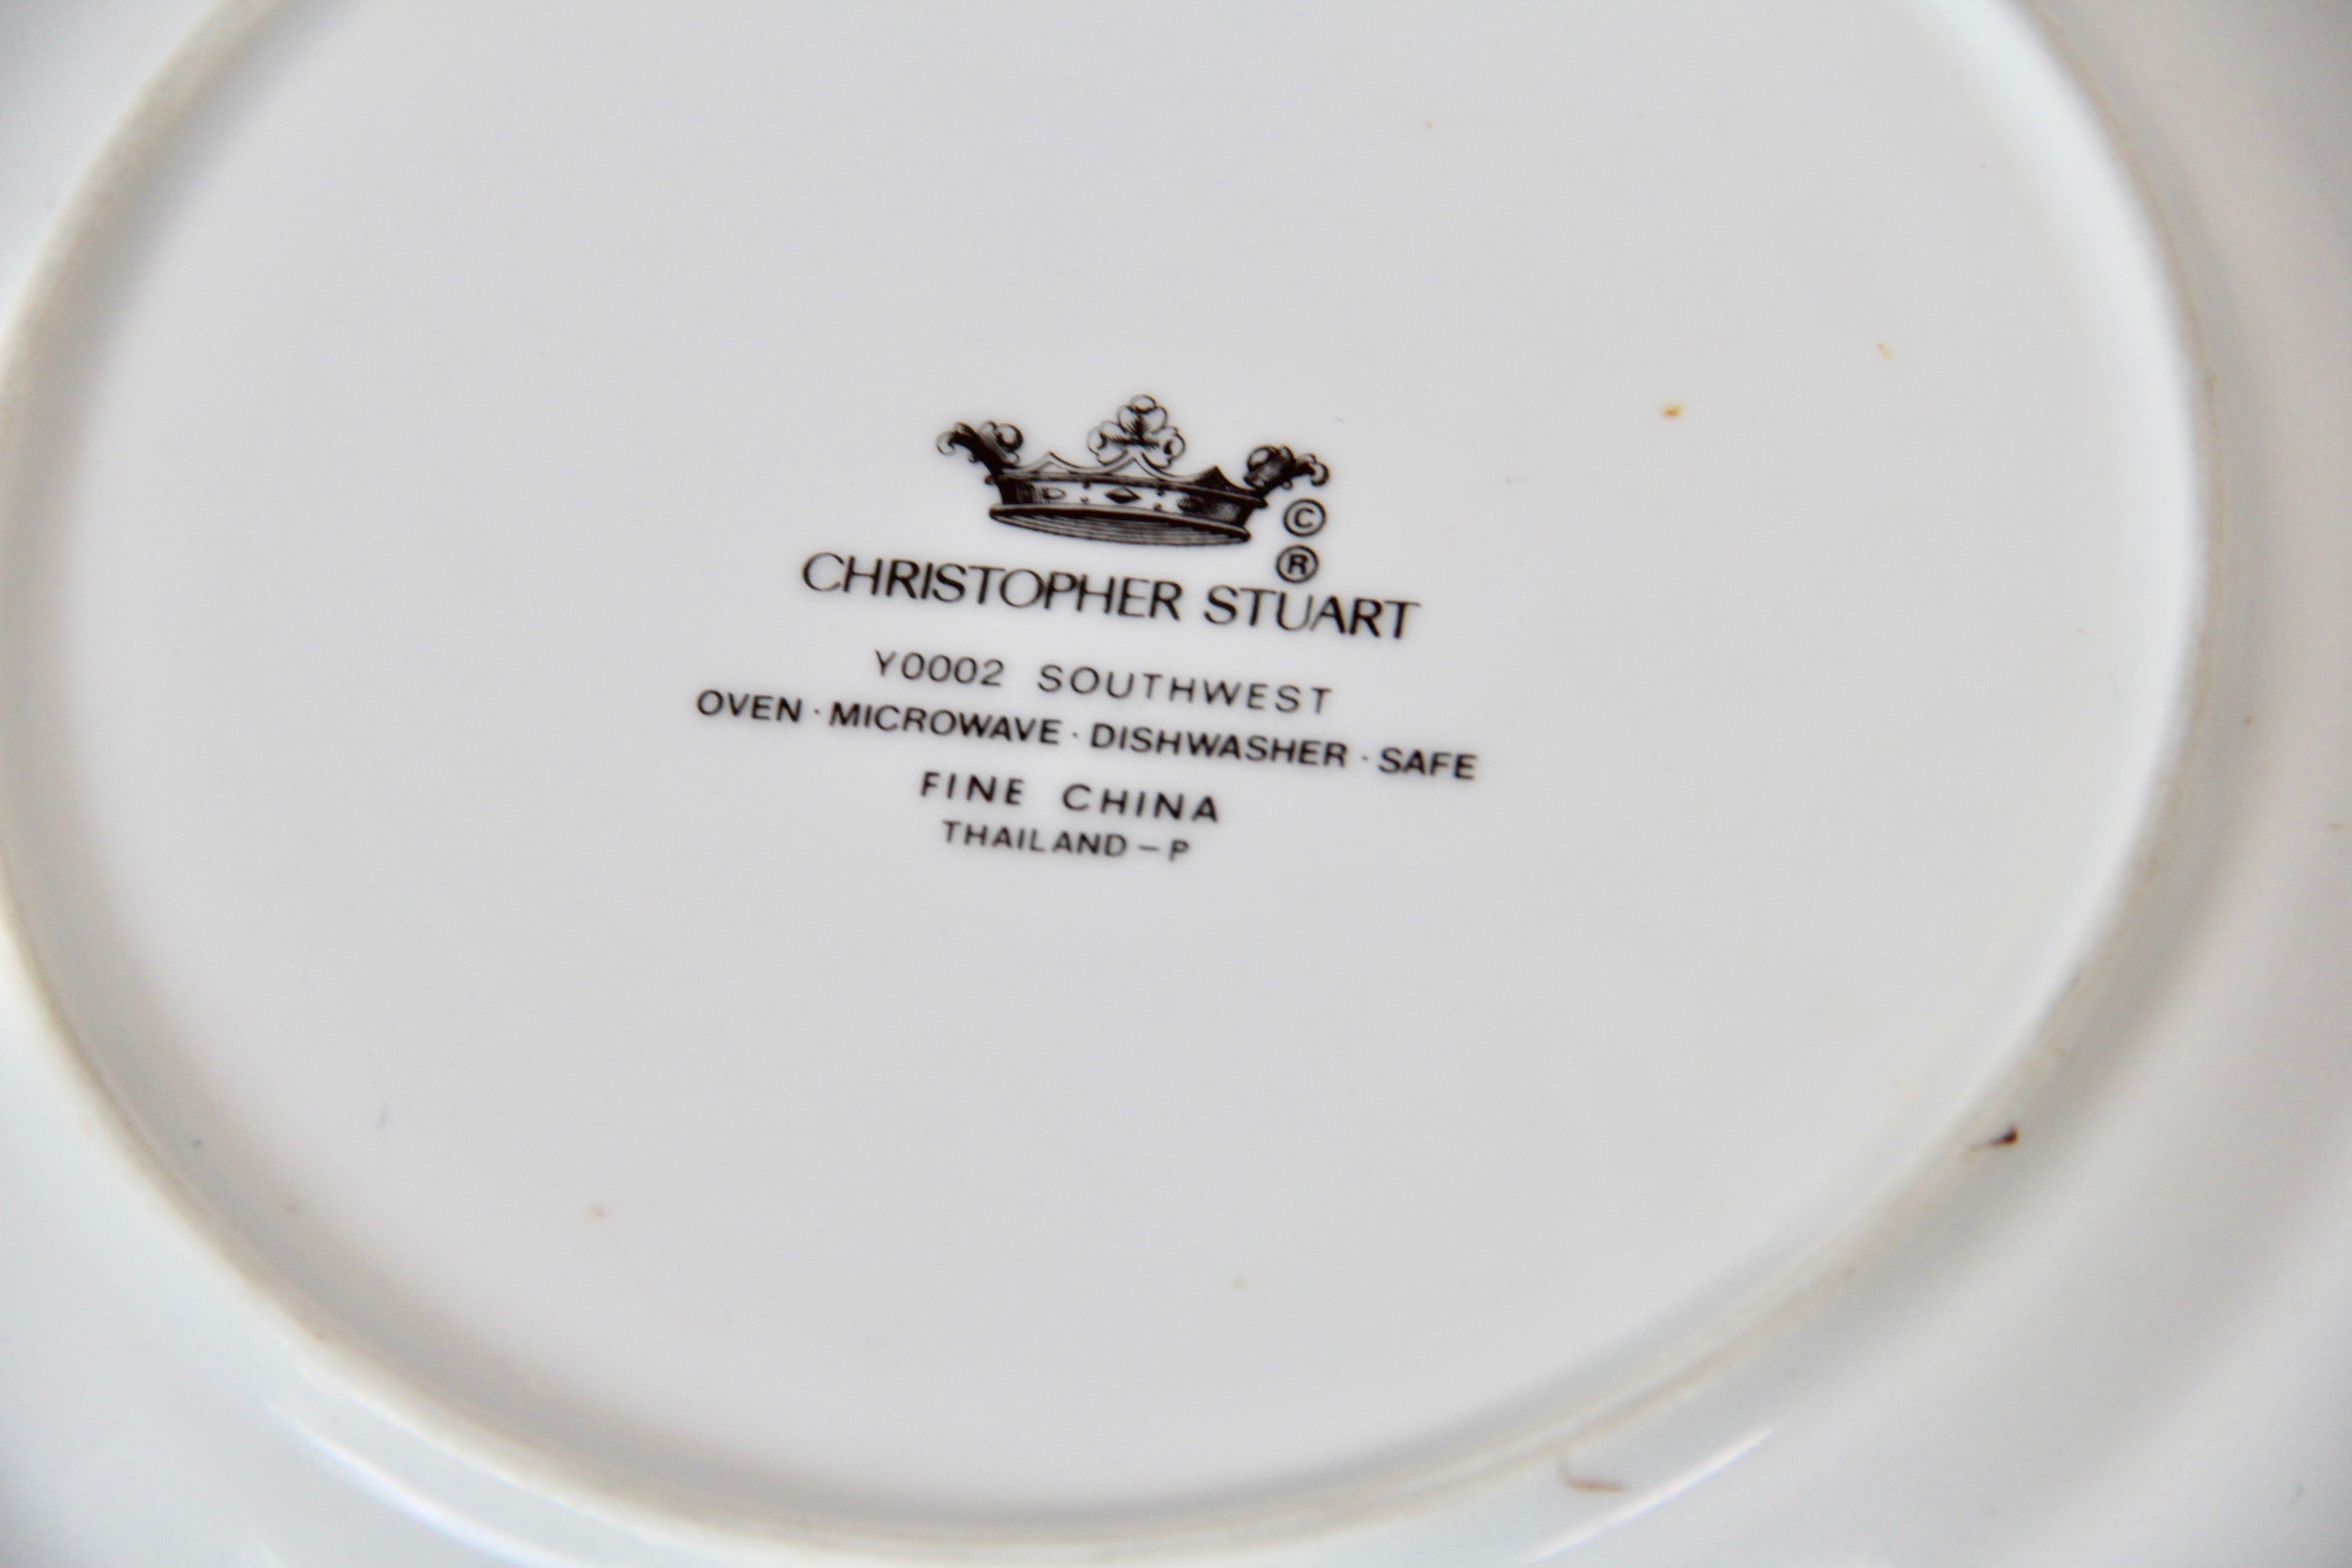 ©
®
CHRISTOPHER STUART
Y0002 SOUTHWEST
OVEN · MICROWAVE · DISHWASHER · SAFE
FINE CHINA
THAILAND – P